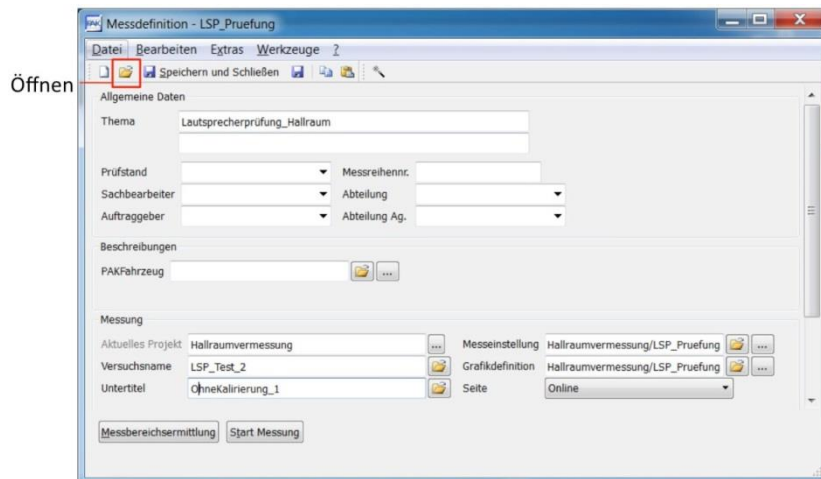 PAK Messdefinition - LSP_Pruefung
Datei Bearbeiten Extras Werkzeuge ?
Öffnen
Speichern und Schließen
Allgemeine Daten
Thema Lautsprecherprüfung_Hallraum
Prüfstand Messreihennr.
Sachbearbeiter Abteilung
Auftraggeber Abteilung Ag.
Beschreibungen
PAKFahrzeug ...
Messung
Aktuelles Projekt Hallraumvermessung ... Messeinstellung Hallraumvermessung/LSP_Pruefung ...
Versuchsname LSP_Test_2 Grafikdefinition Hallraumvermessung/LSP_Pruefung ...
Untertitel OhneKalirierung_1 Seite Online
Messbereichsermittlung Start Messung